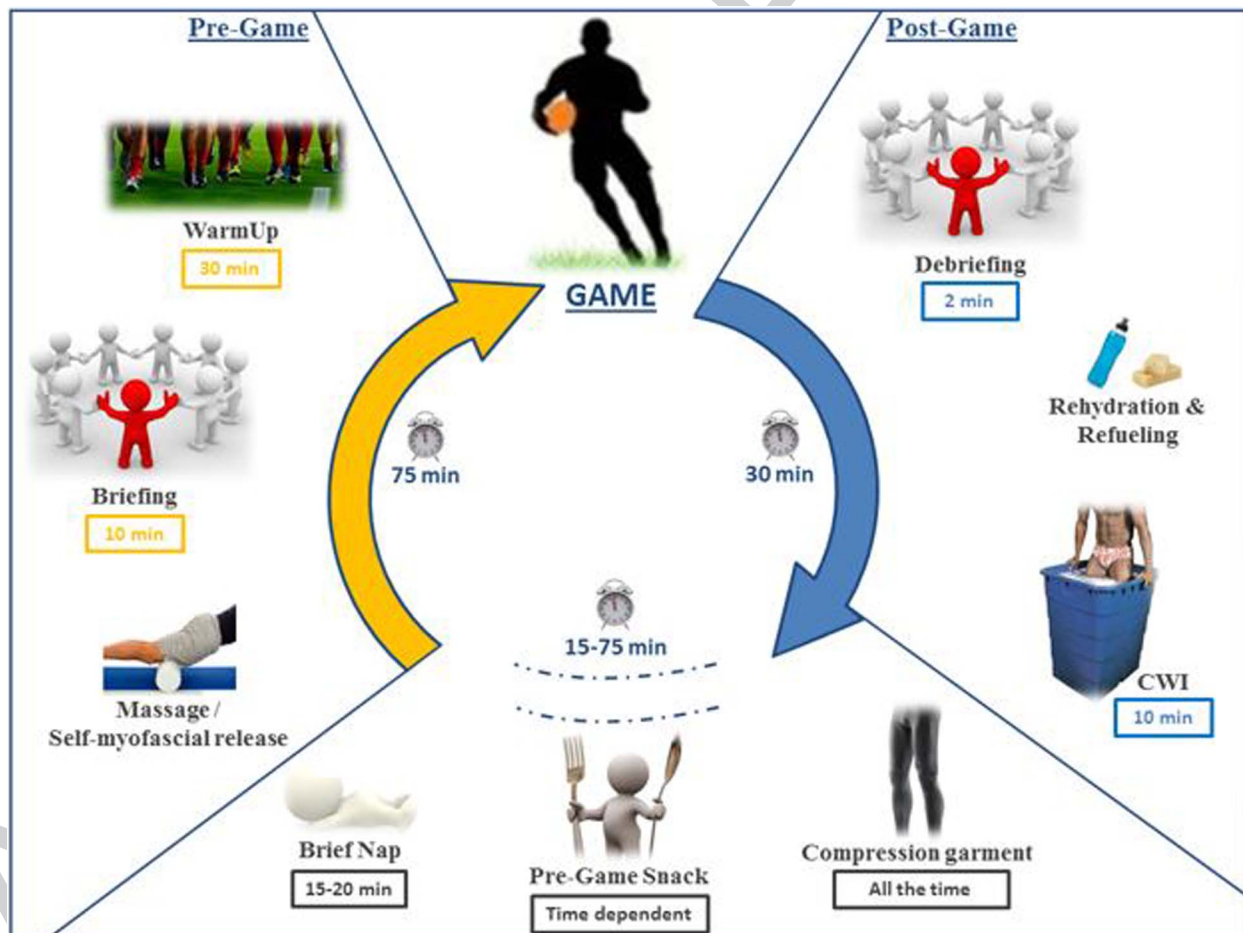 Pre-Game
Post-Game
WarmUp
30 min
Briefing
10 min
Massage /
Self-myofascial release
75 min
GAME
30 min
15-75 min
Debriefing
2 min
Rehydration &
Refueling
CWI
10 min
Brief Nap
15-20 min
Pre-Game Snack
Time dependent
Compression garment
All the time